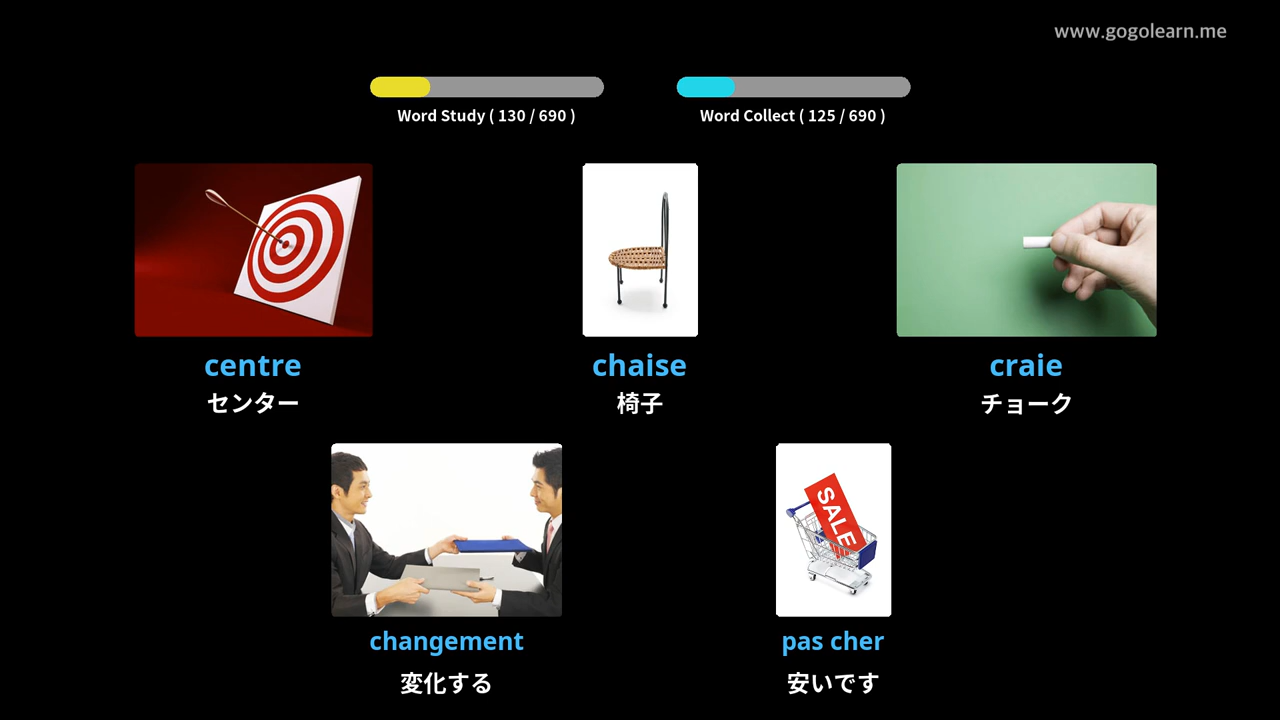 www.gogolearn.me
Word Study ( 130 / 690 )
Word Collect ( 125 / 690 )
centre
chaise
craie
センター
椅子
チョーク
SALE
changement
pas cher
変化する
安いです